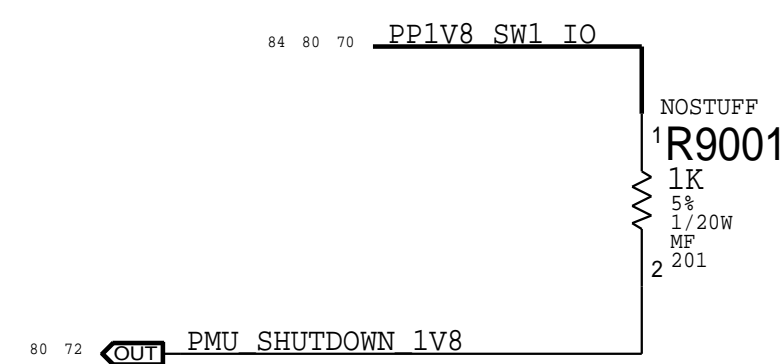 84 80 70 PP1V8_SW1_IO
NOSTUFF
1
R9001
1K
5%
1/20W
MF
201
2
80 72 OUT PMU_SHUTDOWN_1V8